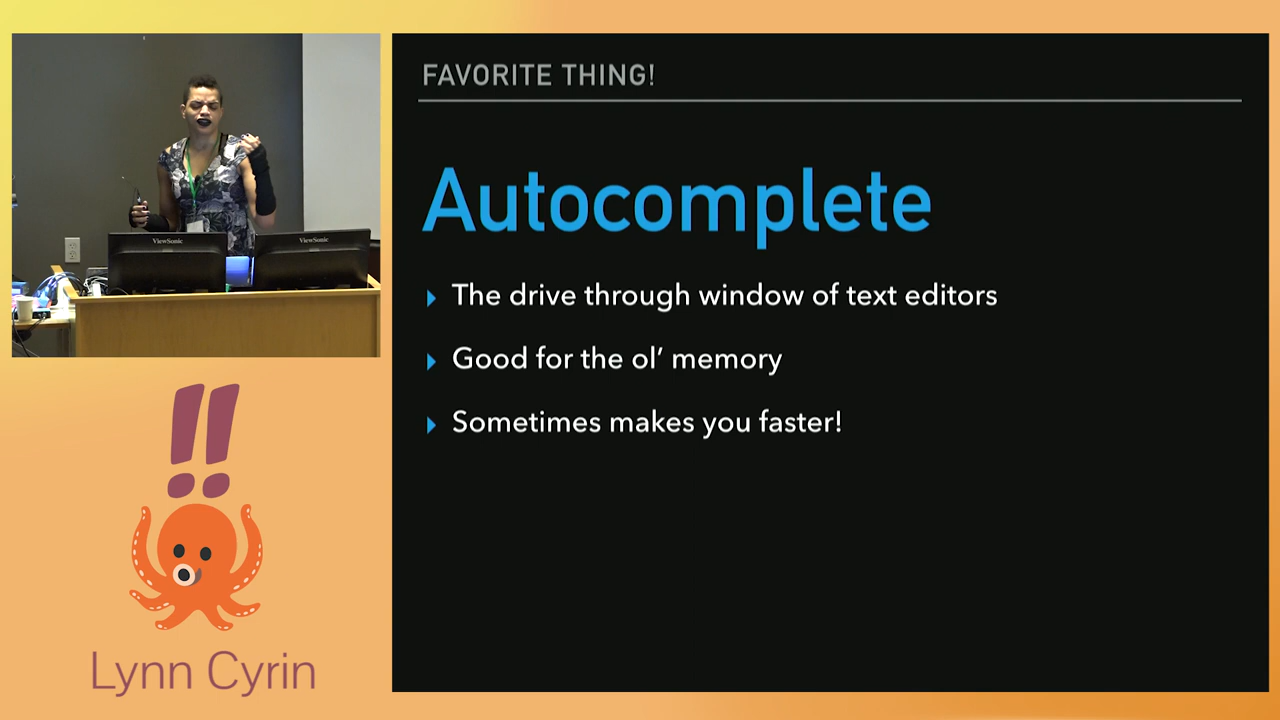 FAVORITE THING!
Autocomplete
The drive through window of text editors
Good for the ol’ memory
Sometimes makes you faster!
ViewSonic
ViewSonic
!!
Lynn Cyrin